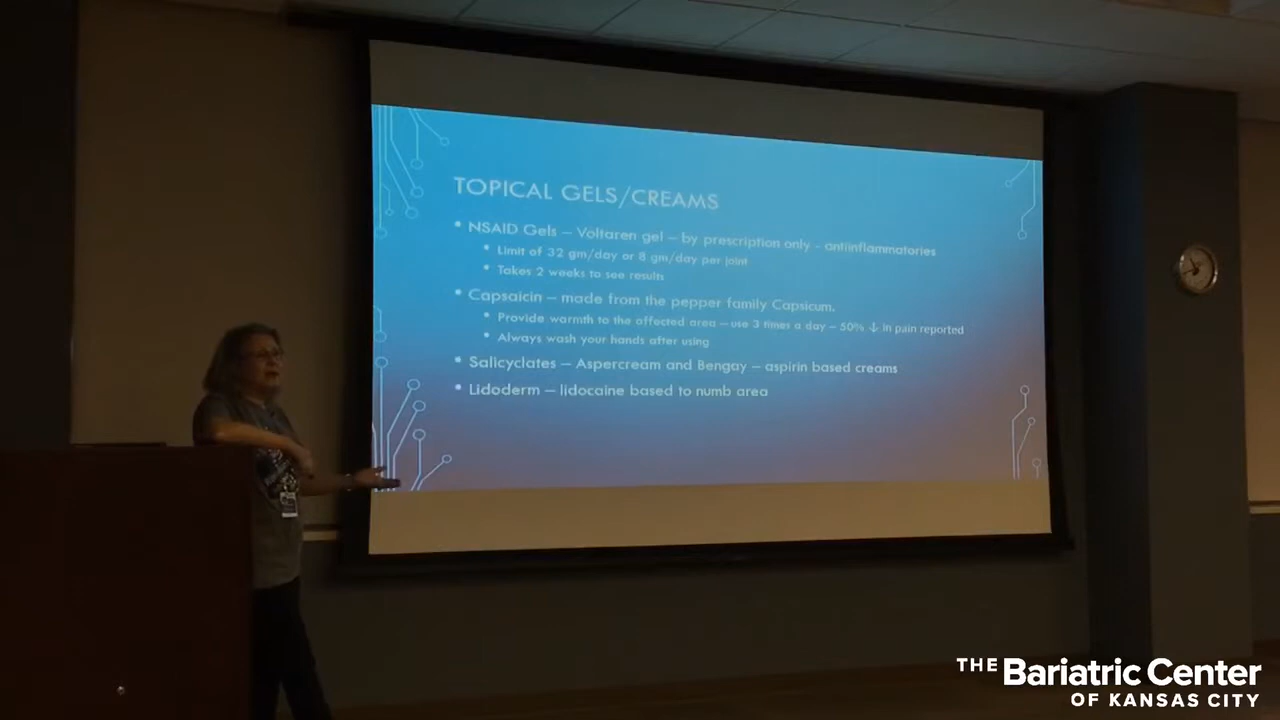 TOPICAL GELS/CREAMS
• NSAID Gels – Voltaren gel – by prescription only - antiinflammatories
• Limit of 32 gm/day or 8 gm/day per joint
• Takes 2 weeks to see results
• Capsaicin – made from the pepper family Capsicum.
• Provide warmth to the affected area – use 3 times a day – 50% ↓ in pain reported
• Always wash your hands after using
• Salicyclates – Aspercream and Bengay – aspirin based creams
• Lidoderm – lidocaine based to numb area
THE Bariatric Center
OF KANSAS CITY